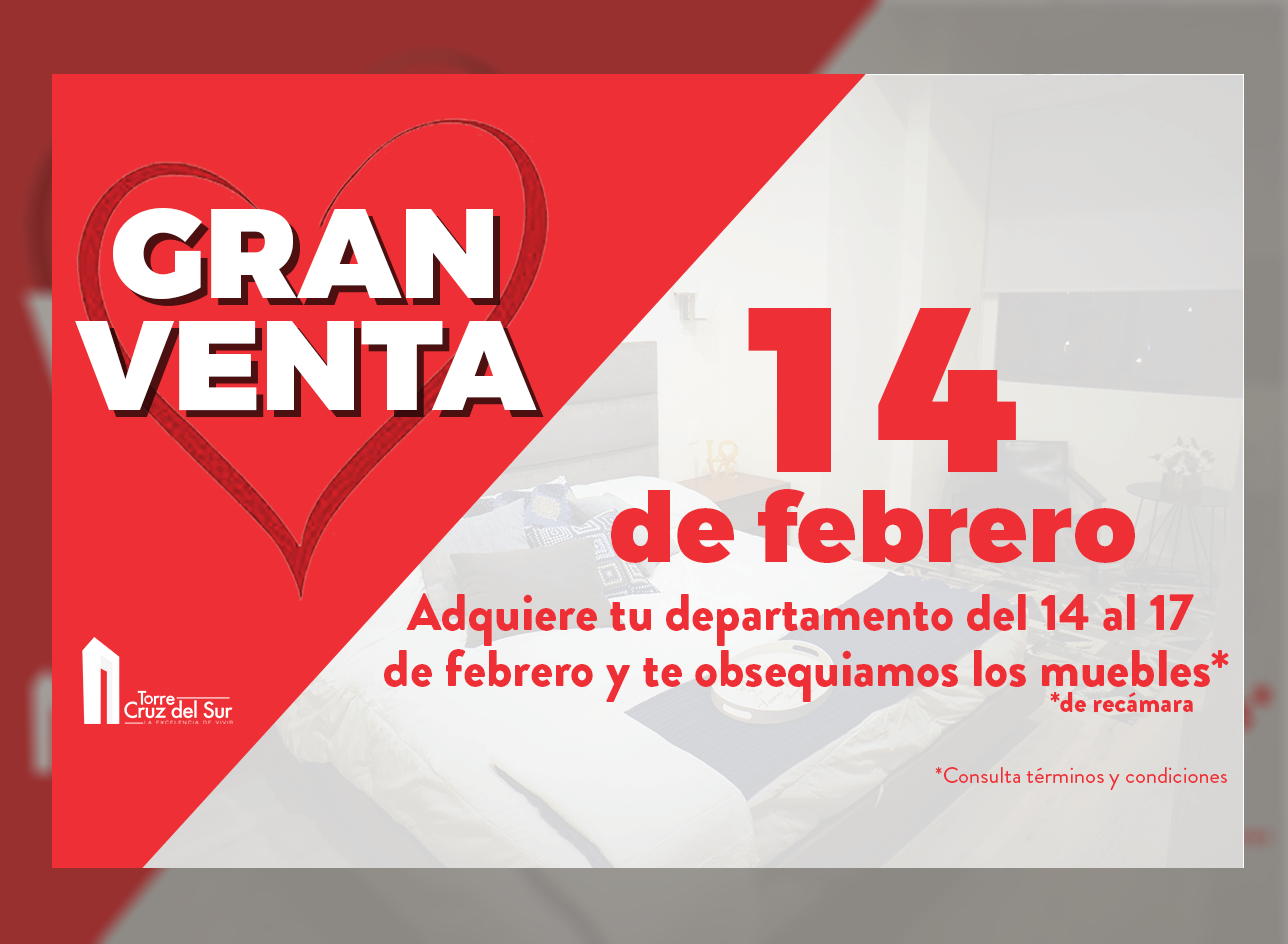 GRAN
VENTA
14
de febrero
Adquiere tu departamento del 14 al 17
de febrero y te obsequiamos los muebles*
*de recámara
*Consulta términos y condiciones
Torre
Cruz del Sur
LA EXCELENCIA DE VIVIR